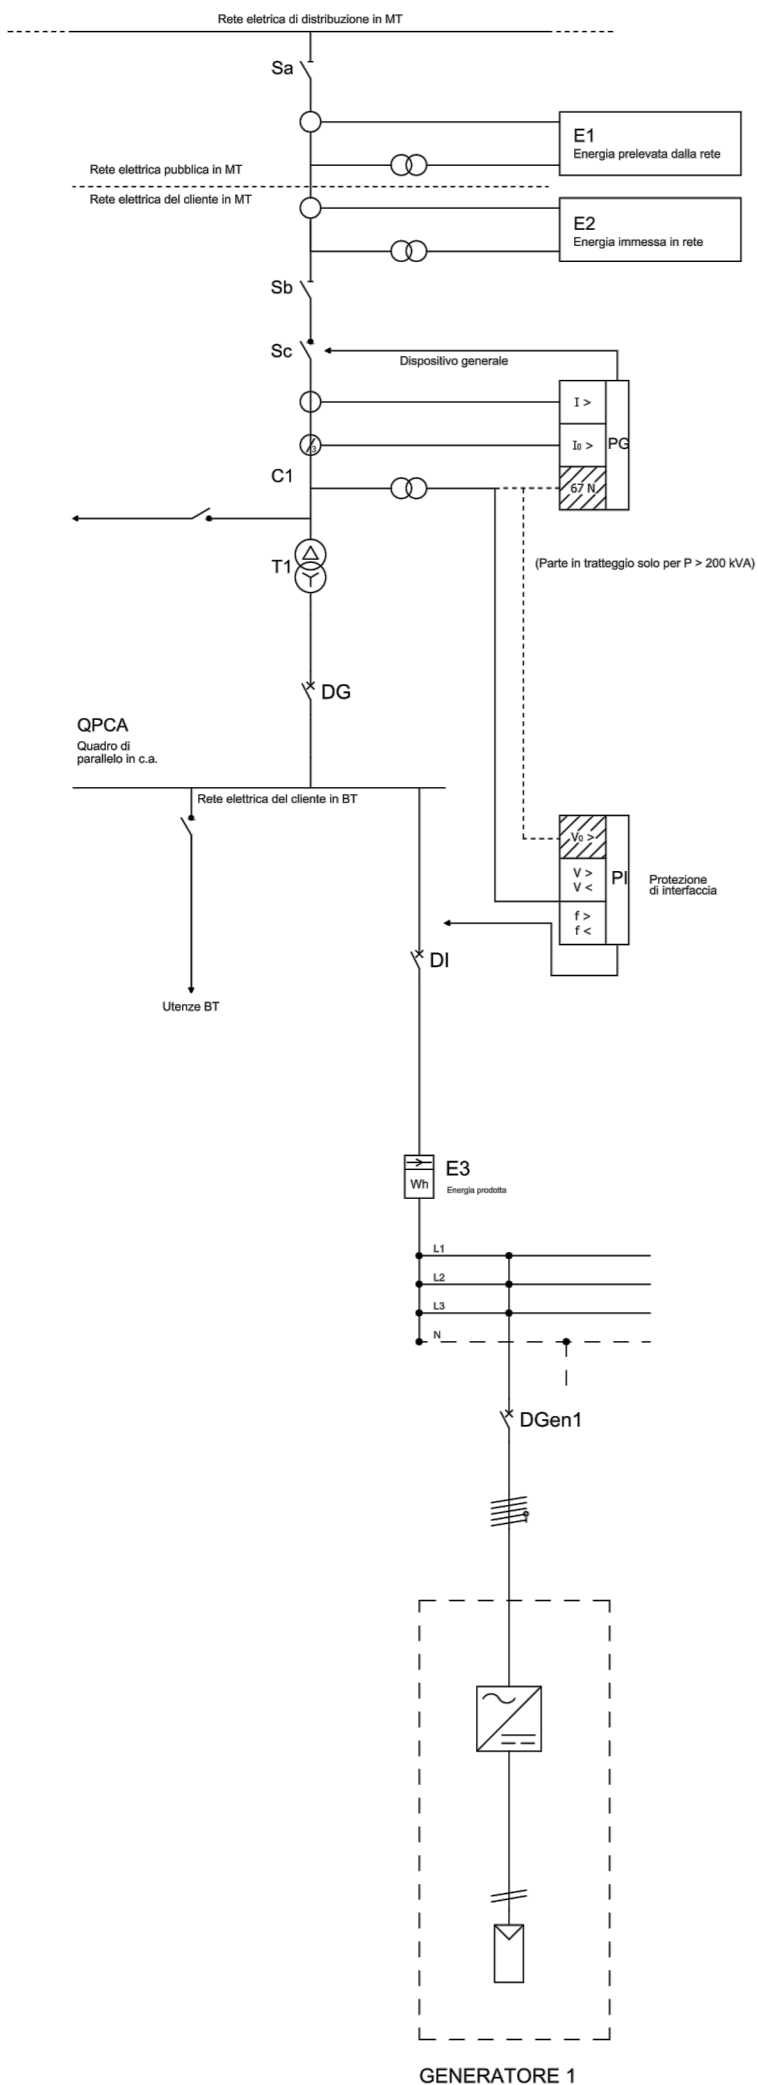 Rete eletrica di distribuzione in MT
Sa
E1
Energia prelevata dalla rete
Rete elettrica pubblica in MT
Rete elettrica del cliente in MT
E2
Energia immessa in rete
Sb
Sc
Dispositivo generale
I >
3
I0 >
PG
C1
67 N
T1
(Parte in tratteggio solo per P > 200 kVA)
DG
QPCA
Quadro di
parallelo in c.a.
Rete elettrica del cliente in BT
V0 >
V >
V <
PI
Protezione
di interfaccia
f >
f <
DI
Utenze BT
E3
Wh
Energia prodotta
L1
L2
L3
N
DGen1
GENERATORE 1